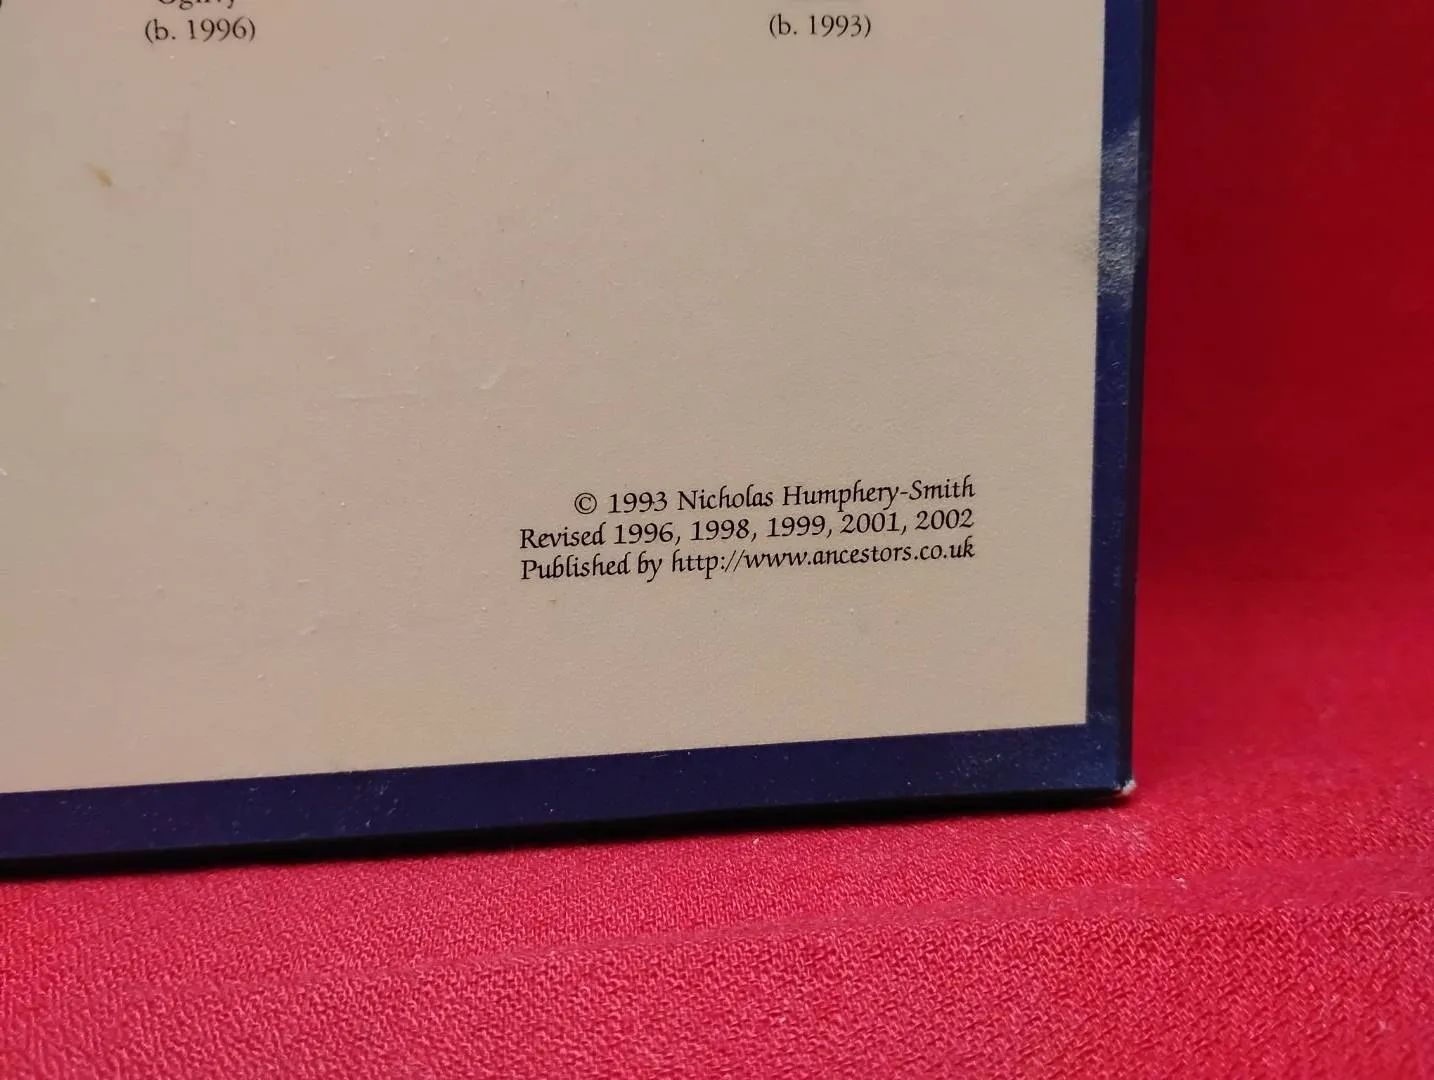 Ogilvy
(b. 1996)
(b. 1993)
© 1993 Nicholas Humphery-Smith
Revised 1996, 1998, 1999, 2001, 2002
Published by http://www.ancestors.co.uk